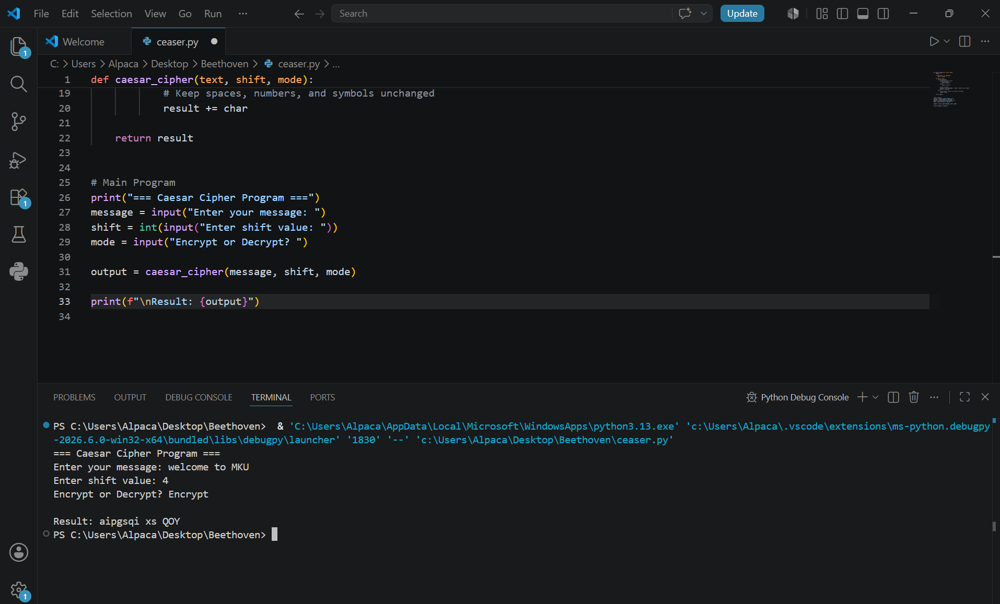 File Edit Selection View Go Run ··· Search Update
Welcome ceaser.py
C: > Users > Alpaca > Desktop > Beethoven > ceaser.py > ...
1 def caesar_cipher(text, shift, mode):
19 # Keep spaces, numbers, and symbols unchanged
20 result += char
21
22 return result
23
24
25 # Main Program
26 print("=== Caesar Cipher Program ===")
27 message = input("Enter your message: ")
28 shift = int(input("Enter shift value: "))
29 mode = input("Encrypt or Decrypt? ")
30
31 output = caesar_cipher(message, shift, mode)
32
33 print(f"\nResult: {output}")
34
1
1
1
PROBLEMS OUTPUT DEBUG CONSOLE TERMINAL PORTS Python Debug Console
PS C:\Users\Alpaca\Desktop\Beethoven> & 'C:\Users\Alpaca\AppData\Local\Microsoft\WindowsApps\python3.13.exe' 'c:\Users\Alpaca\.vscode\extensions\ms-python.debugpy
-2026.6.0-win32-x64\bundled\libs\debugpy\launcher' '1830' '--' 'c:\Users\Alpaca\Desktop\Beethoven\ceaser.py'
=== Caesar Cipher Program ===
Enter your message: welcome to MKU
Enter shift value: 4
Encrypt or Decrypt? Encrypt
Result: aipgsqi xs QOY
PS C:\Users\Alpaca\Desktop\Beethoven>